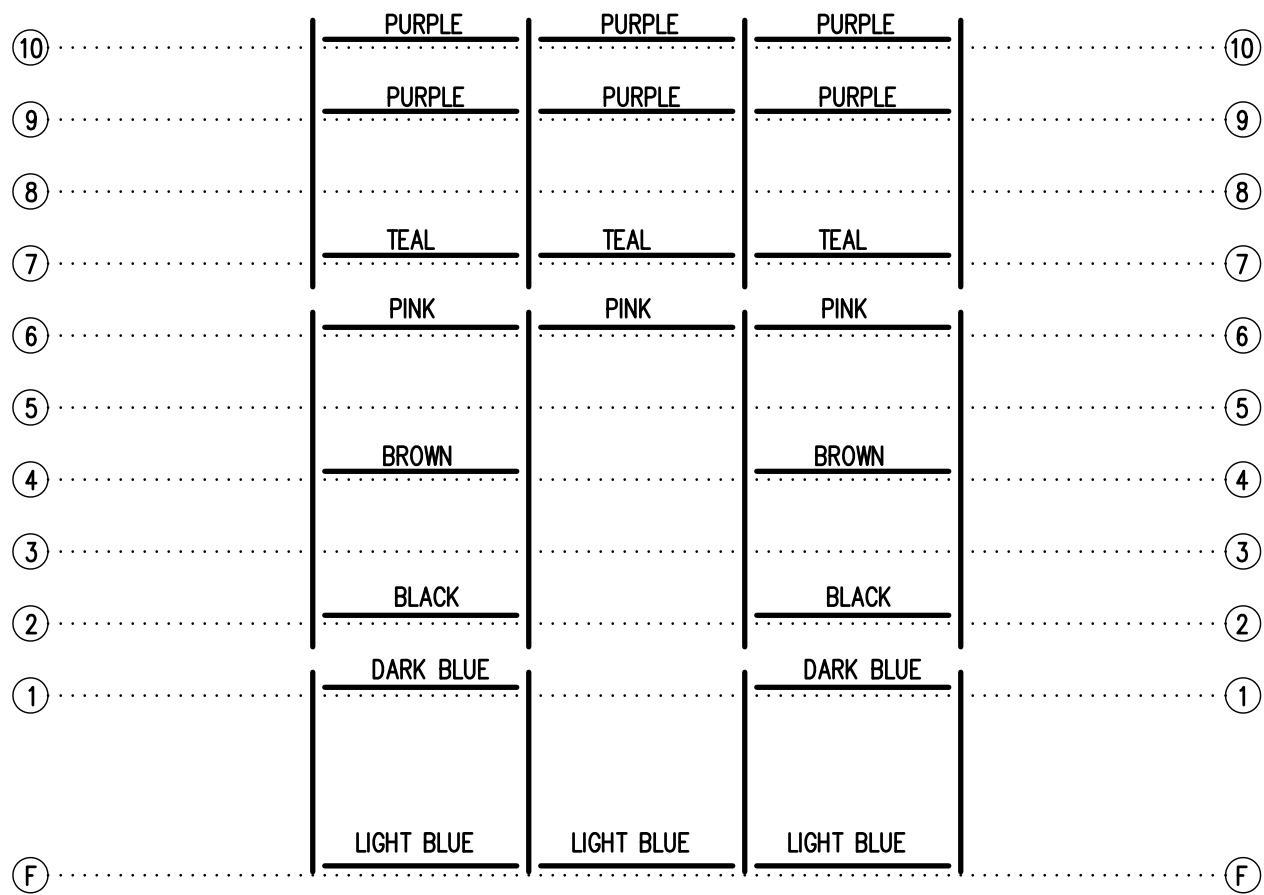 PURPLE PURPLE PURPLE
10 10
PURPLE PURPLE PURPLE
9 9
8 8
TEAL TEAL TEAL
7 7
PINK PINK PINK
6 6
5 5
BROWN BROWN
4 4
3 3
BLACK BLACK
2 2
DARK BLUE DARK BLUE
1 1
LIGHT BLUE LIGHT BLUE LIGHT BLUE
F F